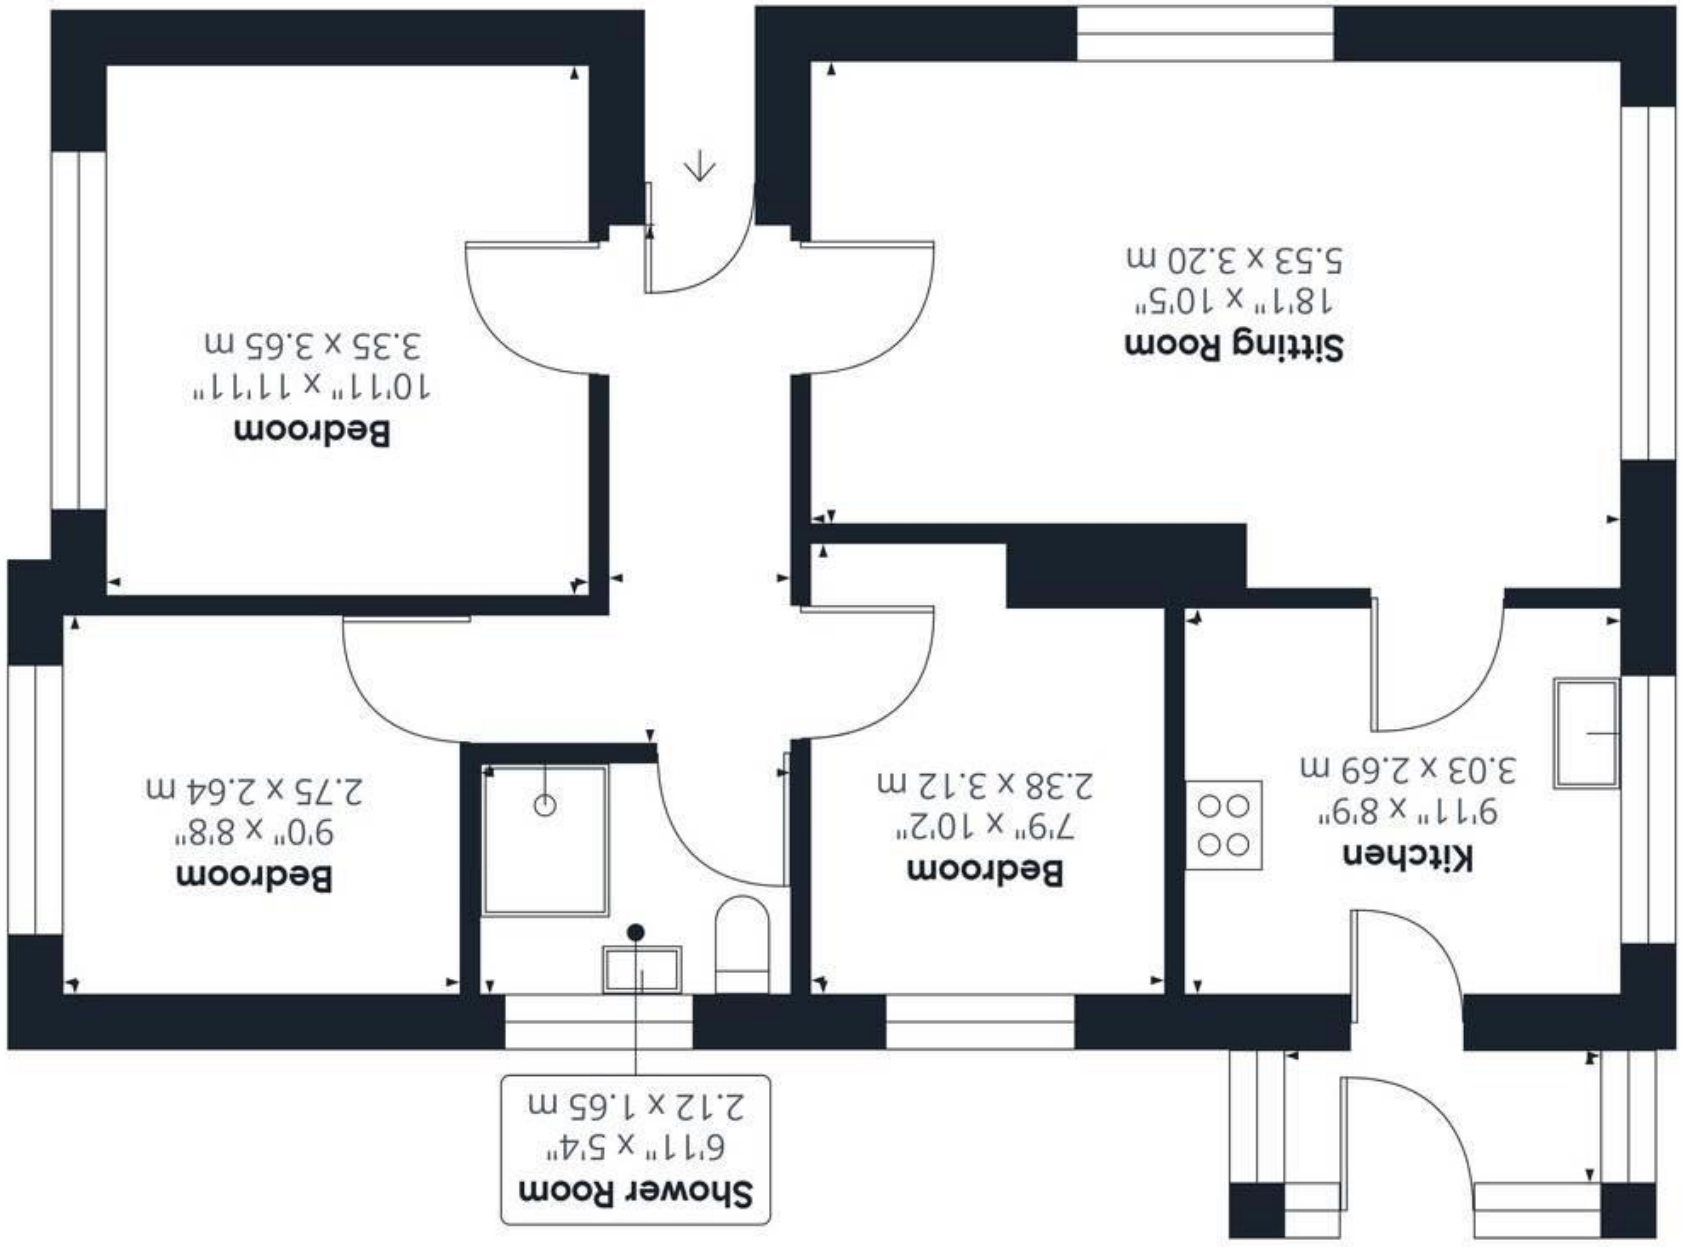 Shower Room
6'11" x 5'4"
2.12 x 1.65 m
Kitchen
9'11" x 8'9"
3.03 x 2.69 m
Bedroom
7'9" x 10'2"
2.38 x 3.12 m
Bedroom
9'0" x 8'8"
2.75 x 2.64 m
Sitting Room
18'1" x 10'5"
5.53 x 3.20 m
Bedroom
10'11" x 11'11"
3.35 x 3.65 m